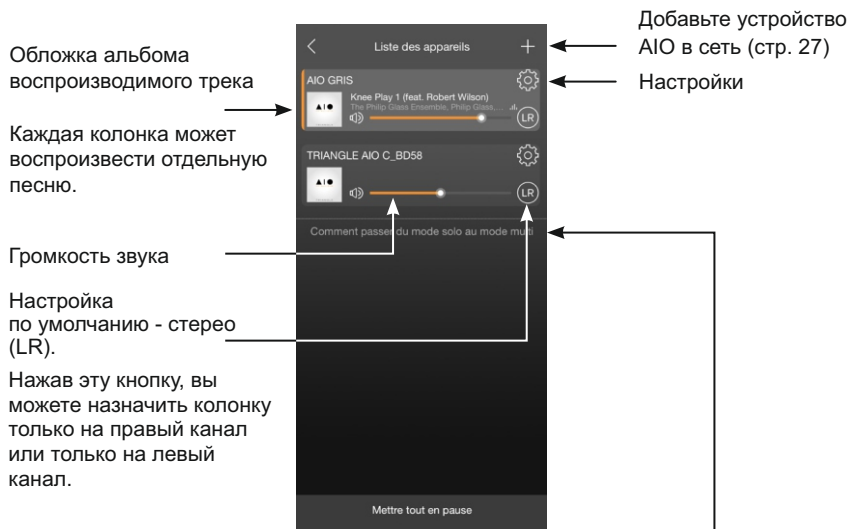 Добавьте устройство
AIO в сеть (стр. 27)
Настройки
Обложка альбома
воспроизводимого трека
Каждая колонка может
воспроизвести отдельную
песню.
Громкость звука
Настройка
по умолчанию - стерео
(LR).
Нажав эту кнопку, вы
можете назначить колонку
только на правый канал
или только на левый
канал.
Liste des appareils
AIO GRIS
Knee Play 1 (feat. Robert Wilson)
The Philip Glass Ensemble, Philip Glass,...
AIO
LR
TRIANGLE AIO C_BD58
AIO
LR
Comment passer du mode solo au mode multi
Mettre tout en pause